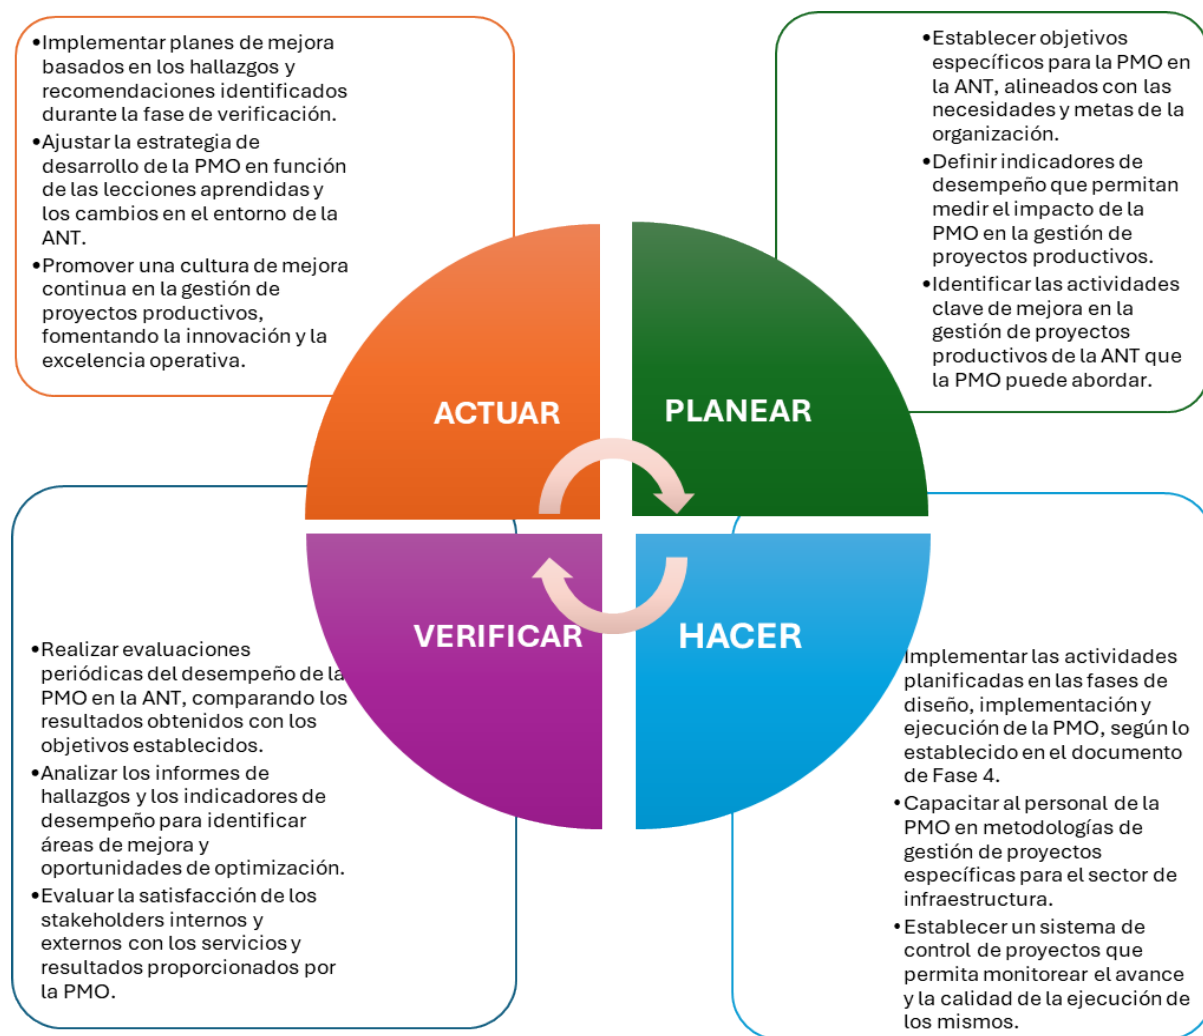 •Implementar planes de mejora
basados en los hallazgos y
recomendaciones identificados
durante la fase de verificación.
•Ajustar la estrategia de
desarrollo de la PMO en función
de las lecciones aprendidas y
los cambios en el entorno de la
ANT.
•Promover una cultura de mejora
continua en la gestión de
proyectos productivos,
fomentando la innovación y la
excelencia operativa.
•Establecer objetivos
específicos para la PMO en
la ANT, alineados con las
necesidades y metas de la
organización.
•Definir indicadores de
desempeño que permitan
medir el impacto de la
PMO en la gestión de
proyectos productivos.
•Identificar las actividades
clave de mejora en la
gestión de proyectos
productivos de la ANT que
la PMO puede abordar.
ACTUAR
PLANEAR
VERIFICAR
HACER
•Realizar evaluaciones
periódicas del desempeño de la
PMO en la ANT, comparando los
resultados obtenidos con los
objetivos establecidos.
•Analizar los informes de
hallazgos y los indicadores de
desempeño para identificar
áreas de mejora y
oportunidades de optimización.
•Evaluar la satisfacción de los
stakeholders internos y
externos con los servicios y
resultados proporcionados por
la PMO.
Implementar las actividades
planificadas en las fases de
diseño, implementación y
ejecución de la PMO, según lo
establecido en el documento
de Fase 4.
•Capacitar al personal de la
PMO en metodologías de
gestión de proyectos
específicas para el sector de
infraestructura.
•Establecer un sistema de
control de proyectos que
permita monitorear el avance
y la calidad de la ejecución de
los mismos.